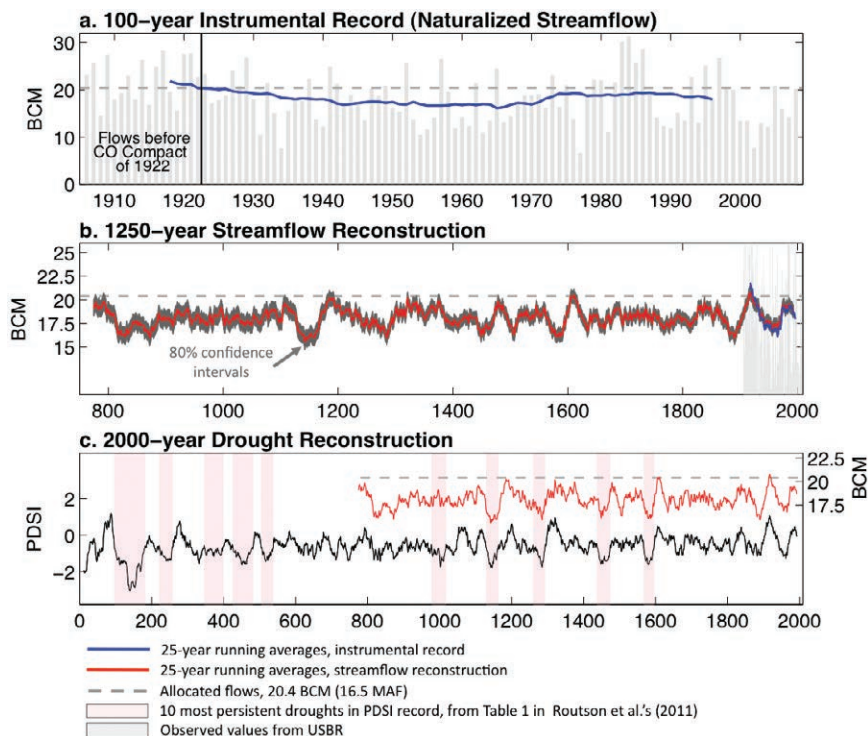 a. 100-year Instrumental Record (Naturalized Streamflow)
30
20
10
0
BCM
Flows before
CO Compact
of 1922
1910 1920 1930 1940 1950 1960 1970 1980 1990 2000
b. 1250-year Streamflow Reconstruction
25
22.5
20
17.5
15
BCM
80% confidence
intervals
800 1000 1200 1400 1600 1800 2000
c. 2000-year Drought Reconstruction
2
0
-2
PDSI
22.5
20
17.5
BCM
0 200 400 600 800 1000 1200 1400 1600 1800 2000
25-year running averages, instrumental record
25-year running averages, streamflow reconstruction
Allocated flows, 20.4 BCM (16.5 MAF)
10 most persistent droughts in PDSI record, from Table 1 in Routson et al.'s (2011)
Observed values from USBR